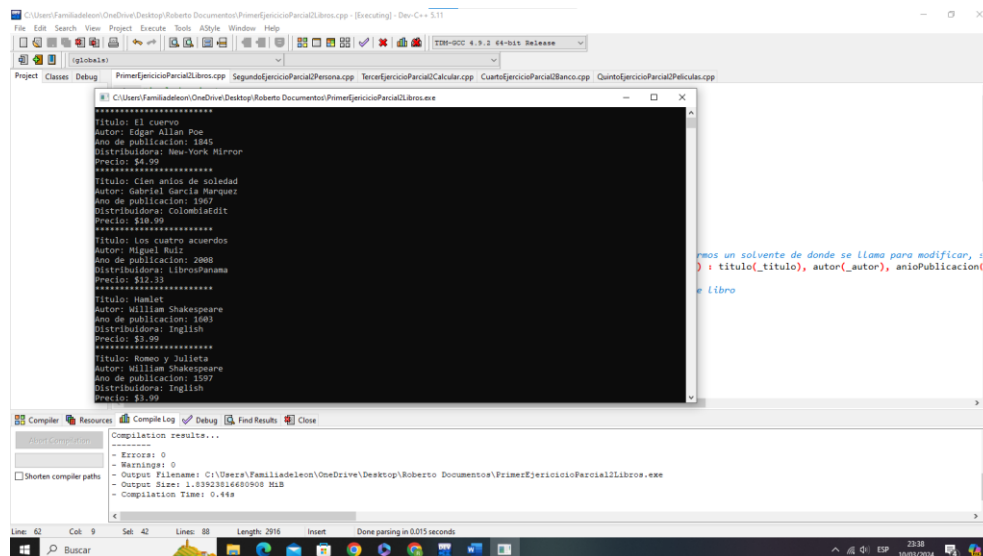 C:\Users\Familiadeleon\OneDrive\Desktop\Roberto Documentos\PrimerEjericicioParcial2Libros.cpp - [Executing] - Dev-C++ 5.11
File Edit Search View Project Execute Tools AStyle Window Help
TDM-GCC 4.9.2 64-bit Release
(globals)
Project Classes Debug PrimerEjericicioParcial2Libros.cpp SegundoEjercicioParcial2Persona.cpp TercerEjercicioParcial2Calcular.cpp CuartoEjercicioParcial2Banco.cpp QuintoEjercicioParcial2Peliculas.cpp
C:\Users\Familiadeleon\OneDrive\Desktop\Roberto Documentos\PrimerEjericicioParcial2Libros.exe
************************
Titulo: El cuervo
Autor: Edgar Allan Poe
Ano de publicacion: 1845
Distribuidora: New-York Mirror
Precio: $4.99
************************
Titulo: Cien anios de soledad
Autor: Gabriel Garcia Marquez
Ano de publicacion: 1967
Distribuidora: ColombiaEdit
Precio: $10.99
************************
Titulo: Los cuatro acuerdos
Autor: Miguel Ruiz
Ano de publicacion: 2008
Distribuidora: LibrosPanama
Precio: $12.33
************************
Titulo: Hamlet
Autor: William Shakespeare
Ano de publicacion: 1603
Distribuidora: Inglish
Precio: $3.99
************************
Titulo: Romeo y Julieta
Autor: William Shakespeare
Ano de publicacion: 1597
Distribuidora: Inglish
Precio: $3.99
rmos un solvente de donde se llama para modificar, s
) : titulo(_titulo), autor(_autor), anioPublicacion(
e libro
Compiler Resources Compile Log Debug Find Results Close
Abort Compilation
Shorten compiler paths
Compilation results...
--------
- Errors: 0
- Warnings: 0
- Output Filename: C:\Users\Familiadeleon\OneDrive\Desktop\Roberto Documentos\PrimerEjericicioParcial2Libros.exe
- Output Size: 1.83923816680908 MiB
- Compilation Time: 0.44s
Line: 62 Col: 9 Sel: 42 Lines: 88 Length: 2916 Insert Done parsing in 0.015 seconds
Buscar
ESP
23:38
10/03/2024